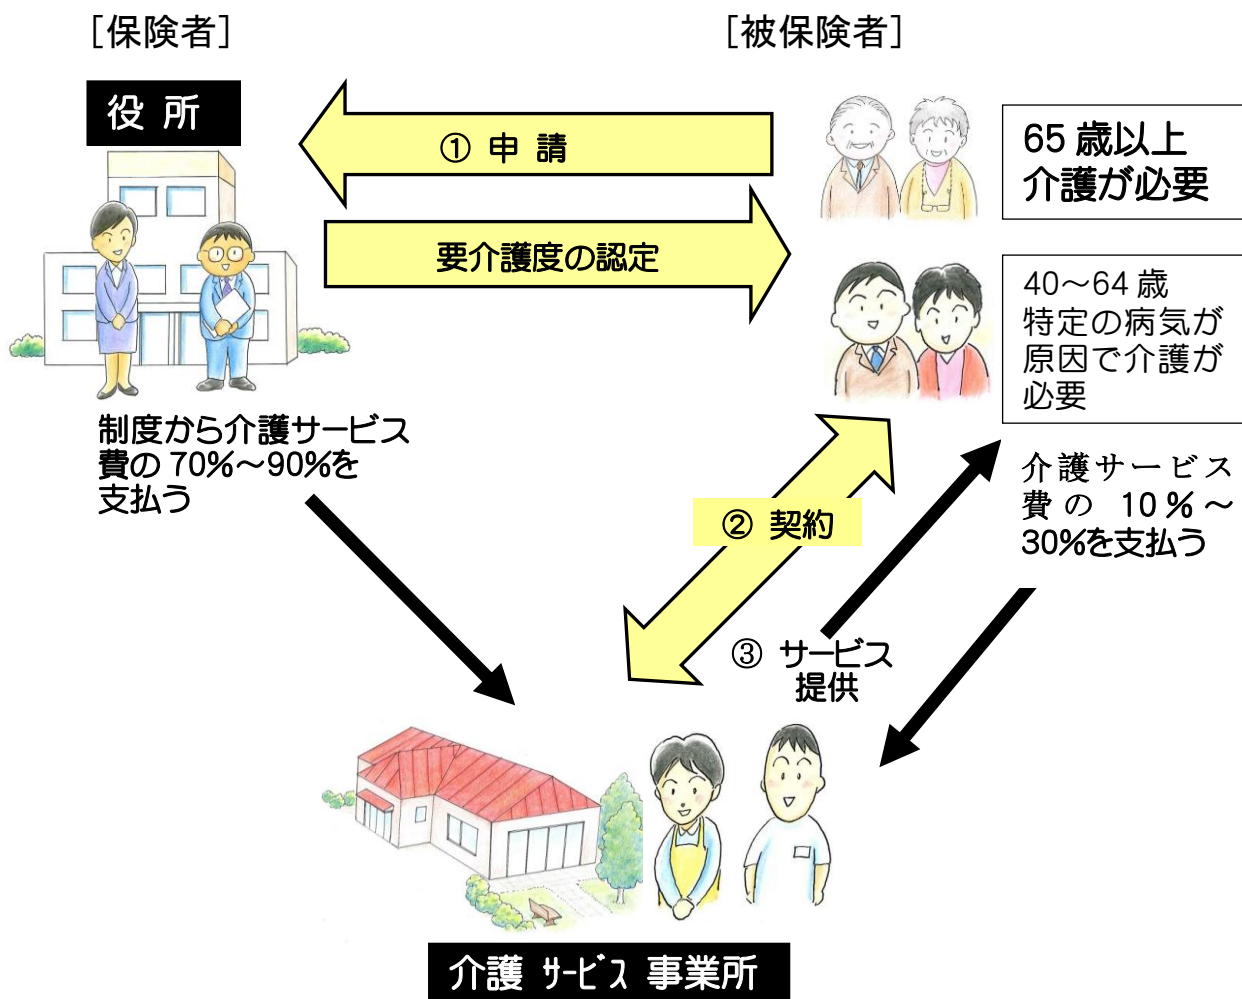 ［保険者］
［被保険者］
役 所
① 申 請
65 歳以上
介護が必要
要介護度の認定
40～64 歳
特定の病気が
原因で介護が
必要
制度から介護サービス
費の 70%～90%を
支払う
介護サービス
費の 10%～
30%を支払う
② 契約
③ サービス
提供
介護 サービス 事業所